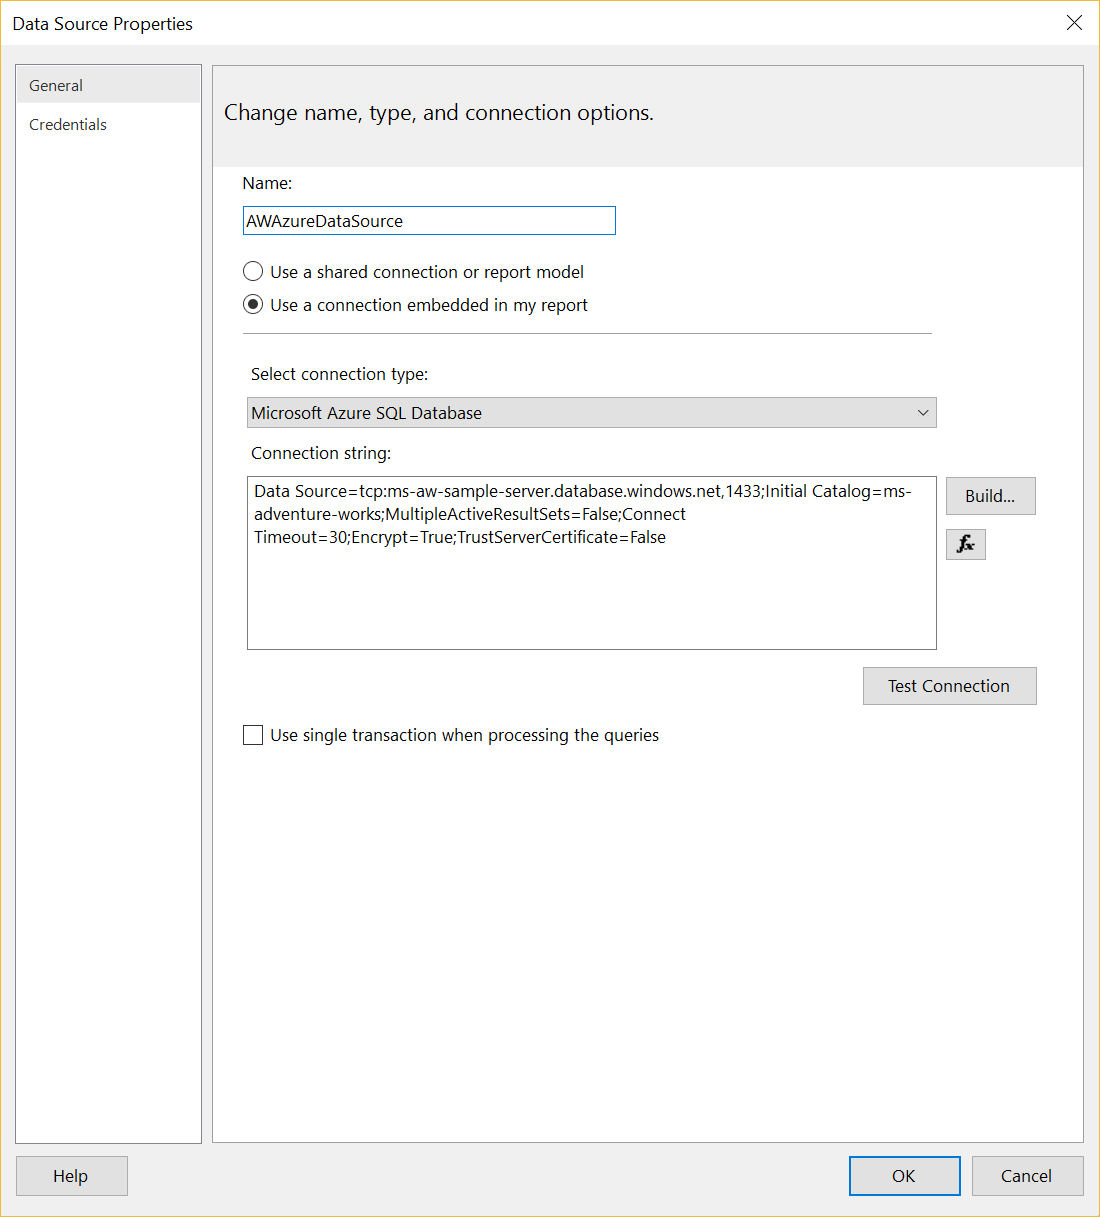 Data Source Properties
General
Credentials
Change name, type, and connection options.
Name:
AWAzureDataSource
Use a shared connection or report model
Use a connection embedded in my report
Select connection type:
Microsoft Azure SQL Database
Connection string:
Data Source=tcp:ms-aw-sample-server.database.windows.net,1433;Initial Catalog=ms-
adventure-works;MultipleActiveResultSets=False;Connect
Timeout=30;Encrypt=True;TrustServerCertificate=False
Build...
fx
Test Connection
Use single transaction when processing the queries
Help
OK
Cancel